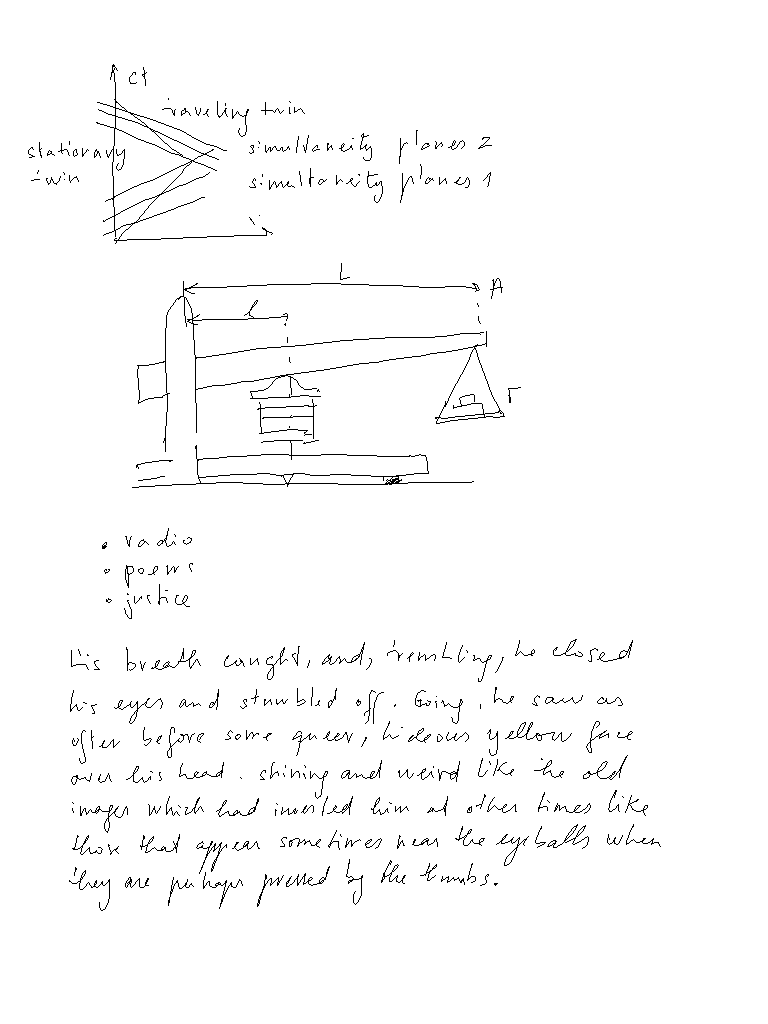 ct
traveling twin
stationary
twin
simultaneity planes 2
simultaneity planes 1
x
L
A
l
r
• radio
• poems
• justice
His breath caught, and, trembling, he closed
his eyes and stumbled off. Going, he saw as
often before some queer, hideous yellow face
over his head. shining and weird like the old
images which had invested him at other times like
those that appear sometimes near the eyeballs when
they are perhaps pressed by the thumbs.